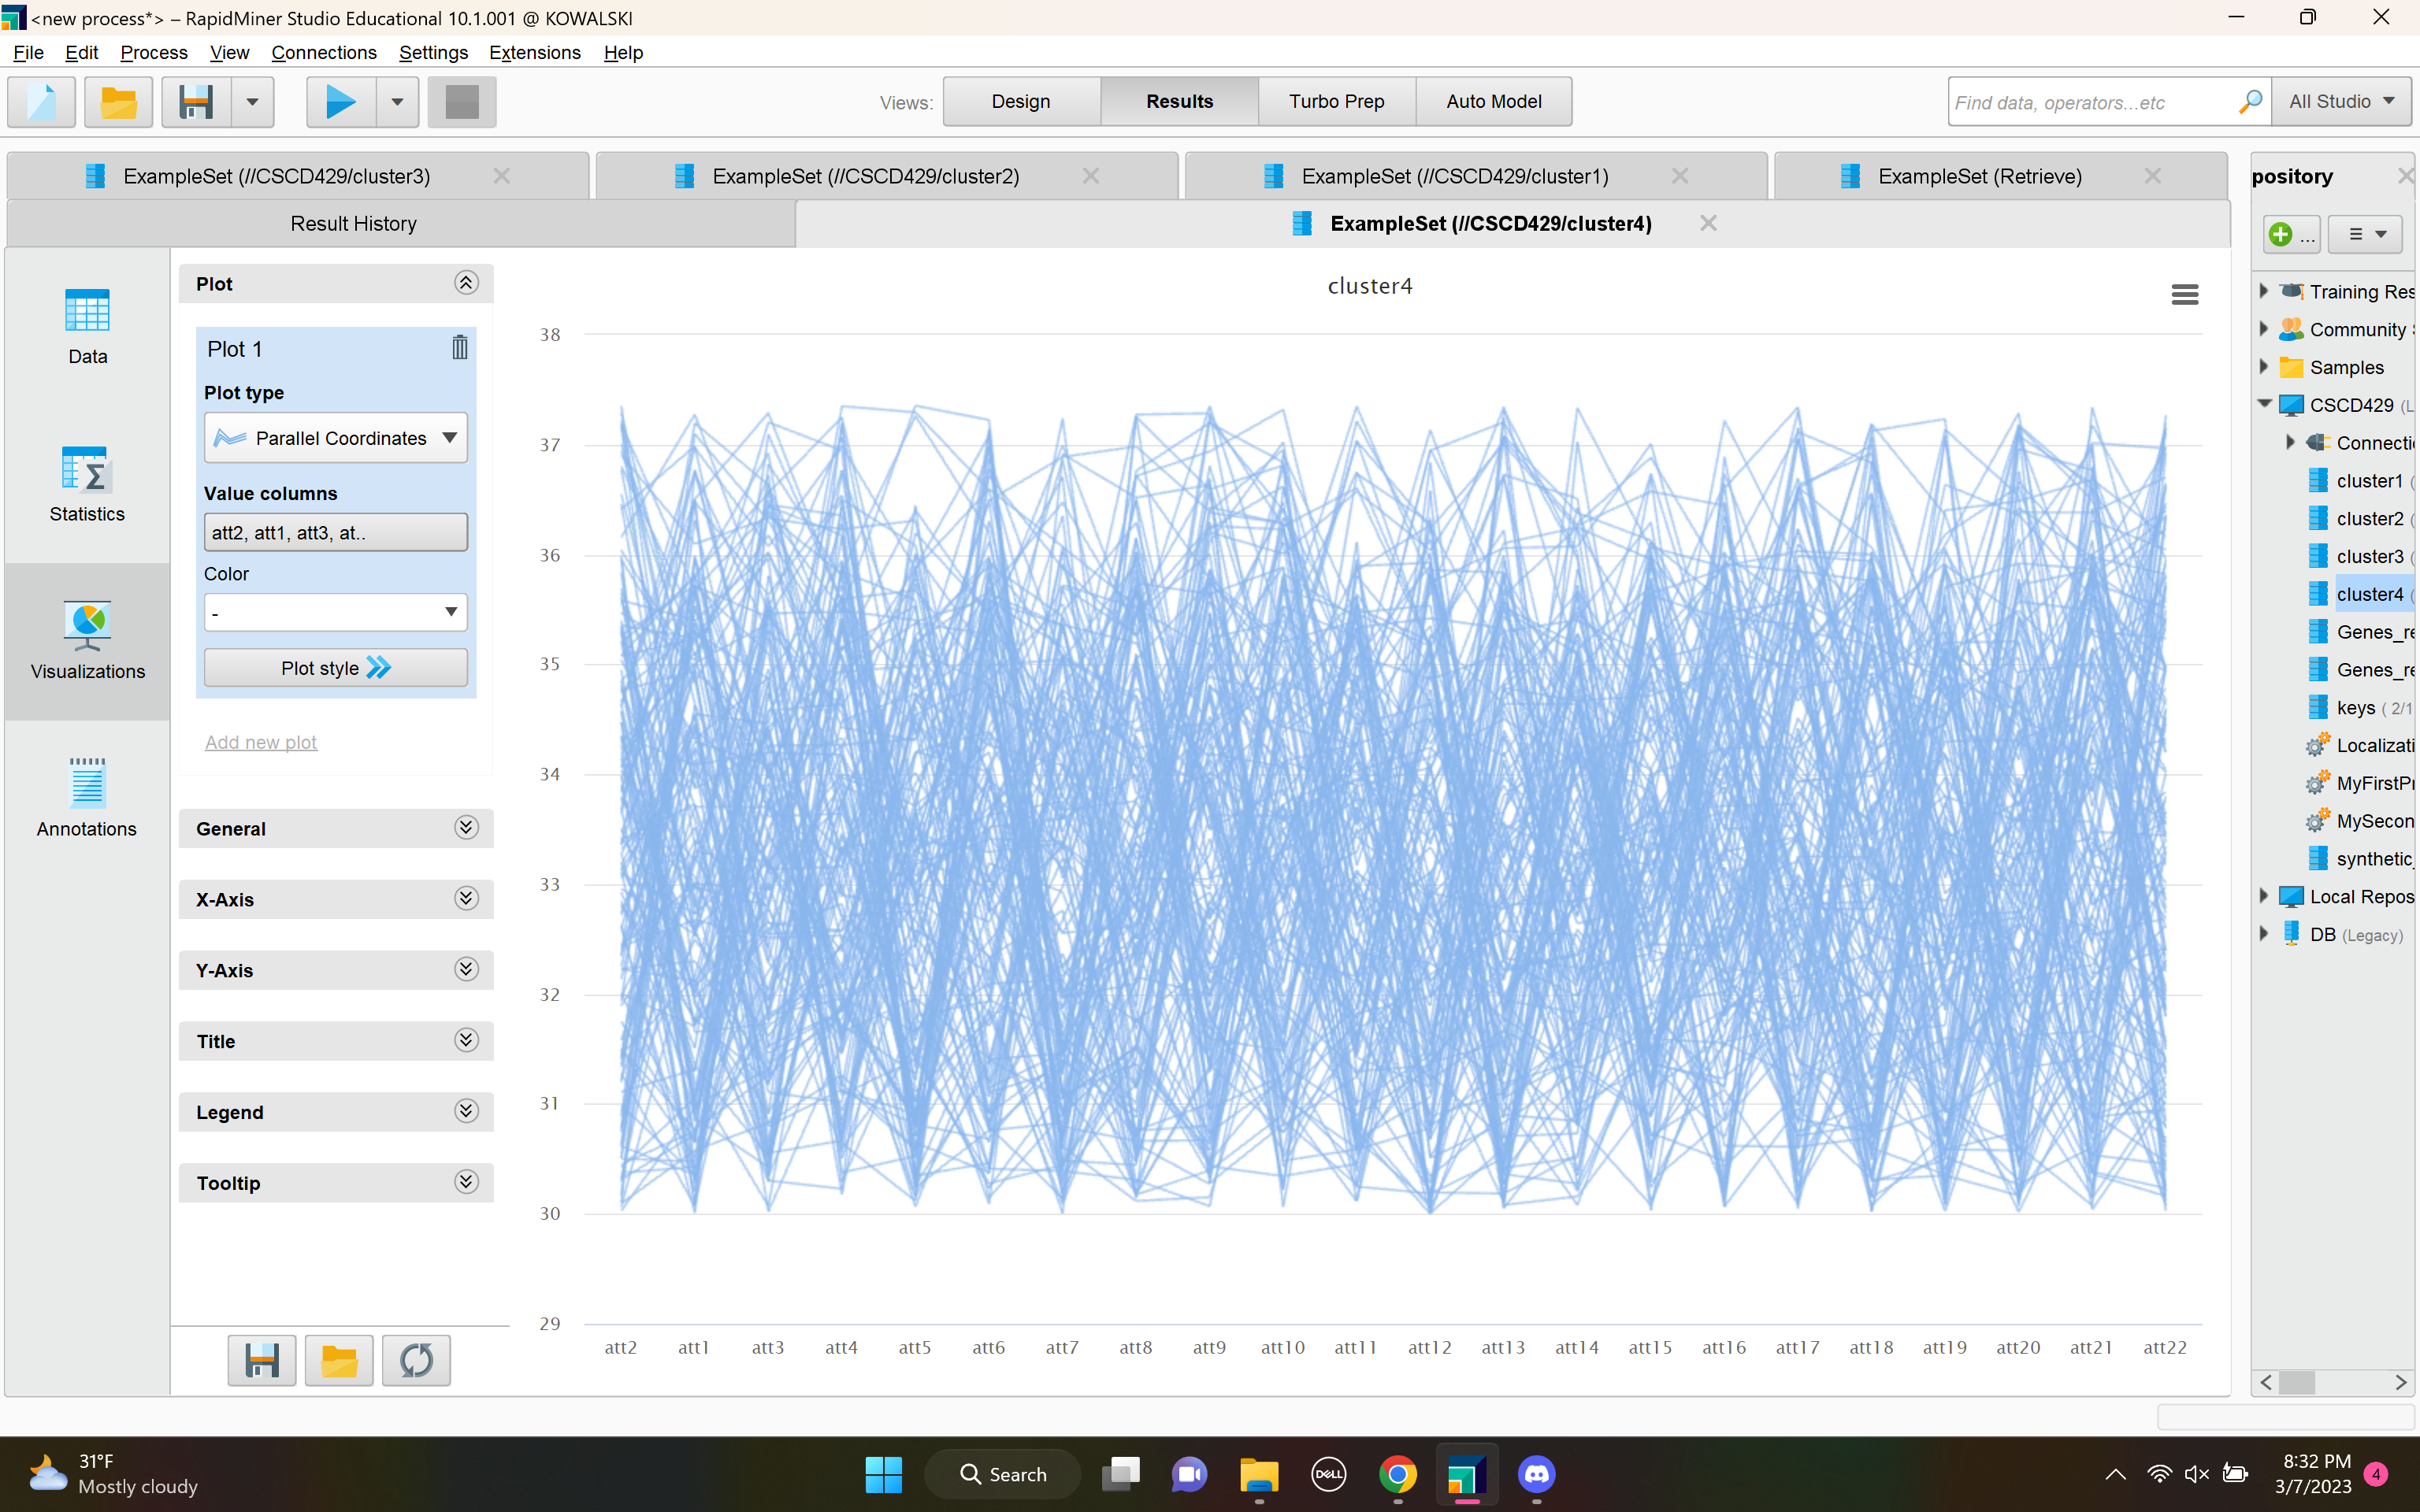 <new process*> – RapidMiner Studio Educational 10.1.001 @ KOWALSKI
File Edit Process View Connections Settings Extensions Help
Views: Design Results Turbo Prep Auto Model
Find data, operators...etc
All Studio
ExampleSet (//CSCD429/cluster3)
ExampleSet (//CSCD429/cluster2)
ExampleSet (//CSCD429/cluster1)
ExampleSet (Retrieve)
pository
Result History
ExampleSet (//CSCD429/cluster4)
...
Data
Statistics
Visualizations
Annotations
Plot
Plot 1
Plot type
Parallel Coordinates
Value columns
att2, att1, att3, at..
Color
-
Plot style
Add new plot
General
X-Axis
Y-Axis
Title
Legend
Tooltip
cluster4
38
37
36
35
34
33
32
31
30
29
att2 att1 att3 att4 att5 att6 att7 att8 att9 att10 att11 att12 att13 att14 att15 att16 att17 att18 att19 att20 att21 att22
Training Res
Community
Samples
CSCD429 (L
Connecti
cluster1 (
cluster2 (
cluster3 (
cluster4 (
Genes_re
Genes_re
keys ( 2/1
Localizati
MyFirstPr
MySecon
synthetic_
Local Repos
DB (Legacy)
31°F
Mostly cloudy
Search
DELL
8:32 PM
3/7/2023
4